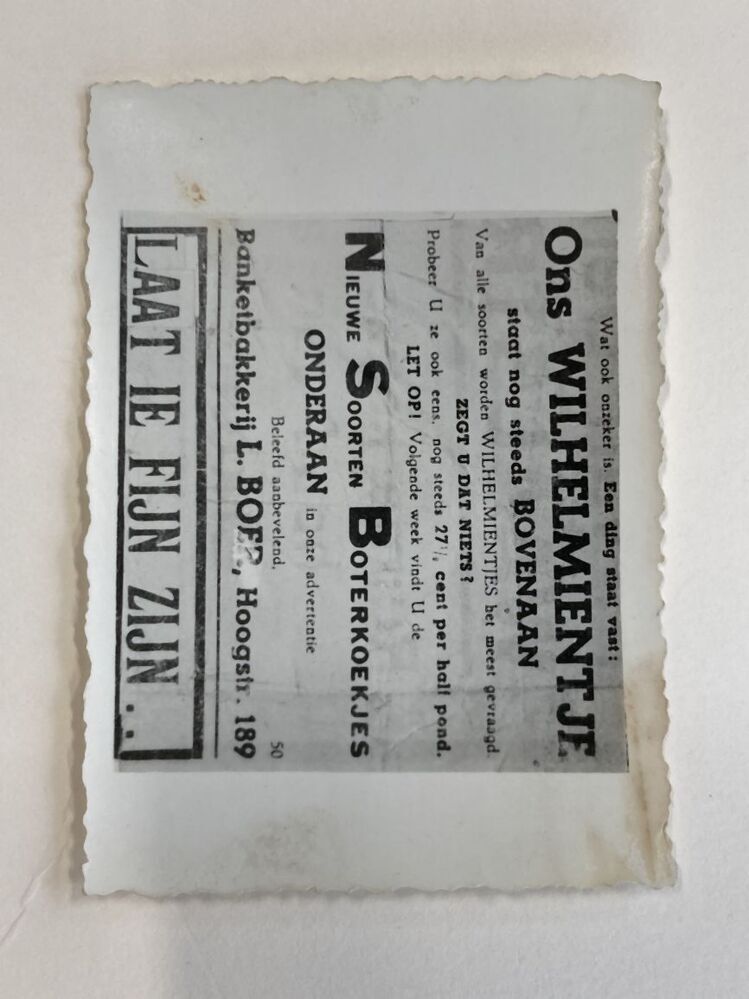 Wat ook onzeker is. Een ding staat vast:
Ons WILHELMIENTJE
staat nog steeds BOVENAAN
Van alle soorten worden WILHELMIENTJES het meest gevraagd.
ZEGT U DAT NIETS?
Probeer U ze ook eens, nog steeds 27½ cent per half pond.
LET OP! Volgende week vindt U de
NIEUWE SOORTEN BOTERKOEKJES
ONDERAAN in onze advertentie
Beleefd aanbevelend,
50
Banketbakkerij L. BOER, Hoogstr. 189
LAAT IE FIJN ZIJN . .